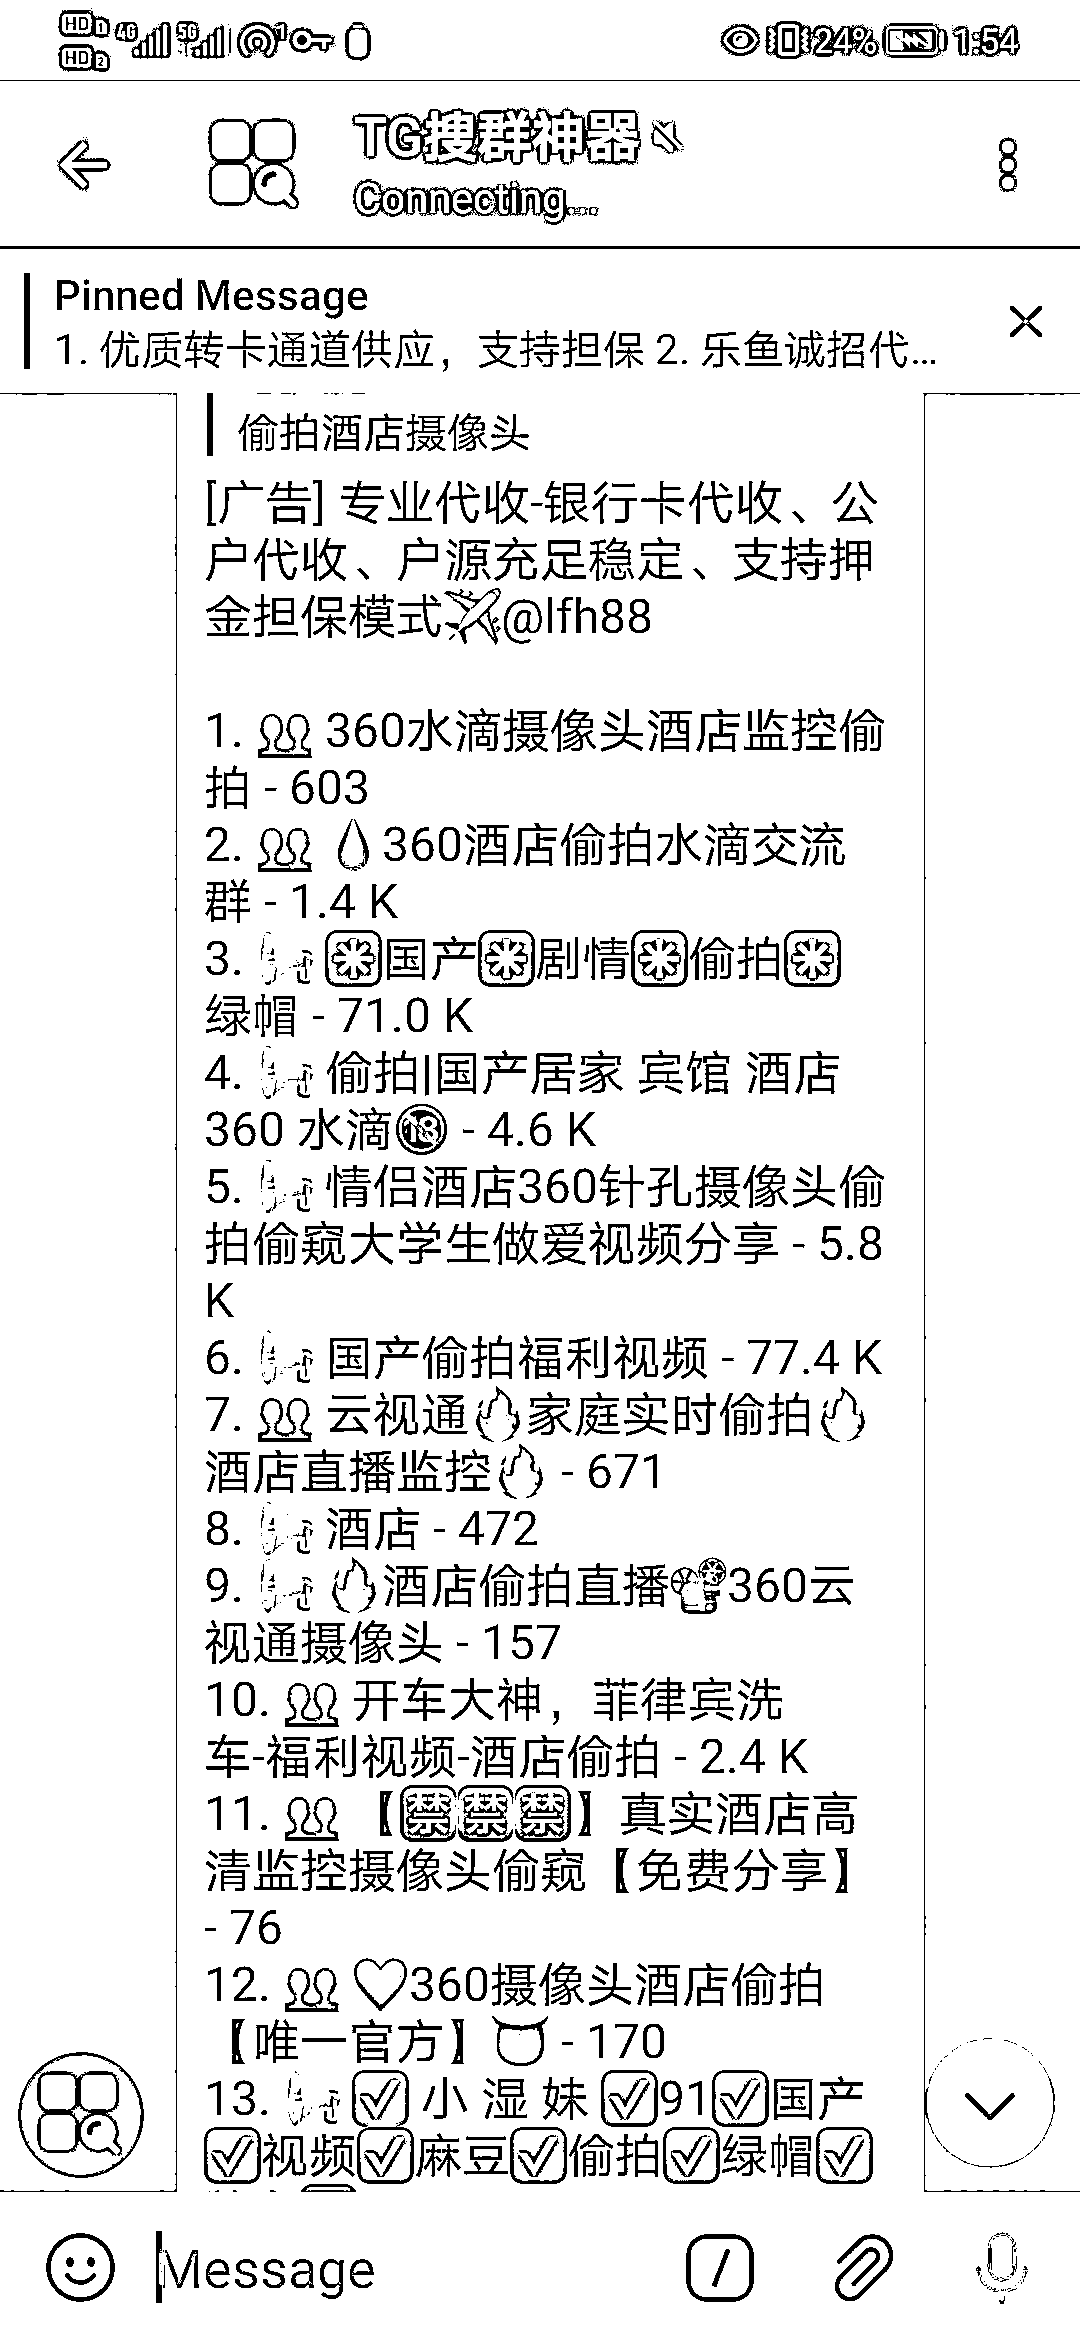 HD1 4G 5G 24% 1:54
HD2
TG搜群神器
Connecting...
Pinned Message
1. 优质转卡通道供应，支持担保 2. 乐鱼诚招代...
偷拍酒店摄像头
[广告] 专业代收-银行卡代收、公
户代收、户源充足稳定、支持押
金担保模式✈@lfh88
1. 360水滴摄像头酒店监控偷
拍 - 603
2. 💧360酒店偷拍水滴交流
群 - 1.4 K
3. 国产 剧情 偷拍
绿帽 - 71.0 K
4. 偷拍|国产居家 宾馆 酒店
360 水滴🔞 - 4.6 K
5. 情侣酒店360针孔摄像头偷
拍偷窥大学生做爱视频分享 - 5.8
K
6. 国产偷拍福利视频 - 77.4 K
7. 云视通🔥家庭实时偷拍🔥
酒店直播监控🔥 - 671
8. 酒店 - 472
9. 🔥酒店偷拍直播📽360云
视通摄像头 - 157
10. 开车大神，菲律宾洗
车-福利视频-酒店偷拍 - 2.4 K
11. 【禁禁禁】真实酒店高
清监控摄像头偷窥【免费分享】
- 76
12. ♡360摄像头酒店偷拍
【唯一官方】 - 170
13. ✅ 小 湿 妹 ✅91✅国产
✅视频✅麻豆✅偷拍✅绿帽✅
Message